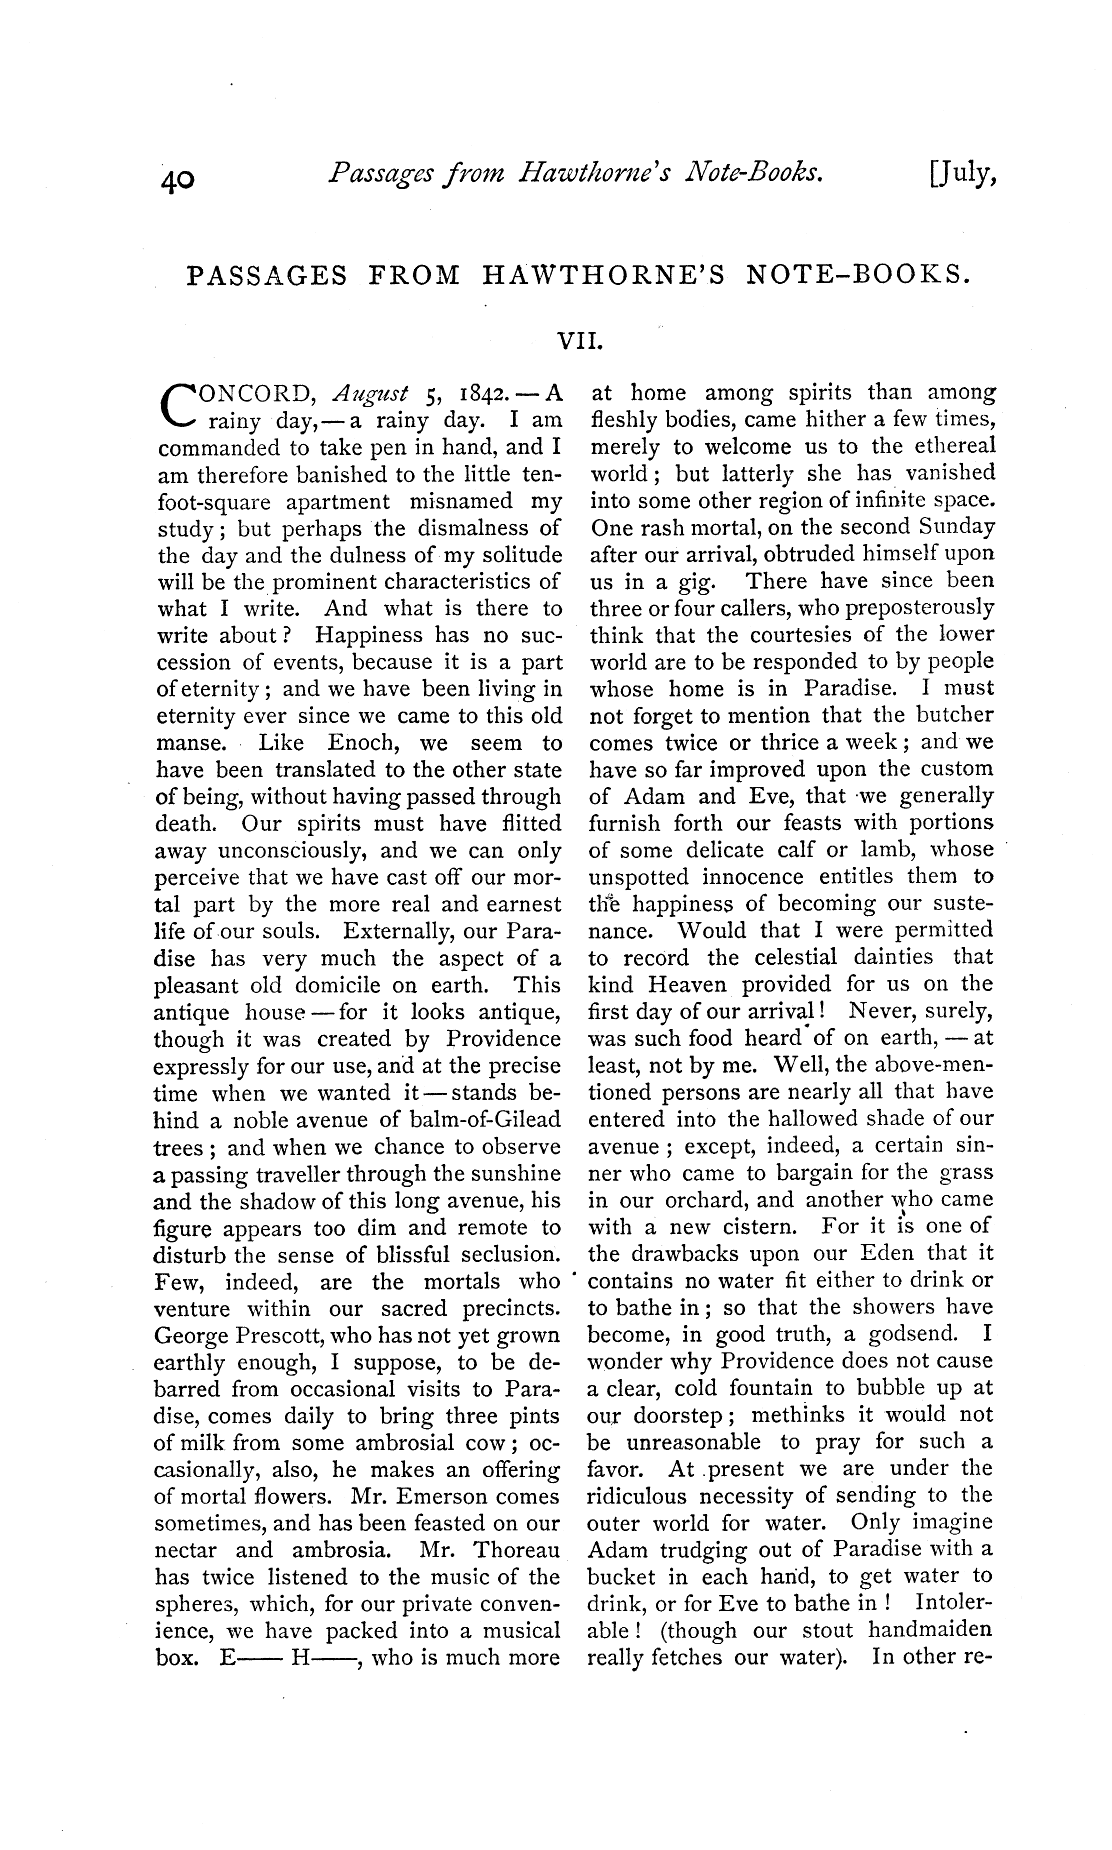 40 Passages from Hawthorne's Note-Books. [July,
PASSAGES FROM HAWTHORNE'S NOTE-BOOKS.
VII.
CONCORD, August 5, 1842. — A
rainy day, — a rainy day. I am
commanded to take pen in hand, and I
am therefore banished to the little ten-
foot-square apartment misnamed my
study; but perhaps the dismalness of
the day and the dulness of my solitude
will be the prominent characteristics of
what I write. And what is there to
write about? Happiness has no suc-
cession of events, because it is a part
of eternity; and we have been living in
eternity ever since we came to this old
manse. Like Enoch, we seem to
have been translated to the other state
of being, without having passed through
death. Our spirits must have flitted
away unconsciously, and we can only
perceive that we have cast off our mor-
tal part by the more real and earnest
life of our souls. Externally, our Para-
dise has very much the aspect of a
pleasant old domicile on earth. This
antique house — for it looks antique,
though it was created by Providence
expressly for our use, and at the precise
time when we wanted it — stands be-
hind a noble avenue of balm-of-Gilead
trees; and when we chance to observe
a passing traveller through the sunshine
and the shadow of this long avenue, his
figure appears too dim and remote to
disturb the sense of blissful seclusion.
Few, indeed, are the mortals who
venture within our sacred precincts.
George Prescott, who has not yet grown
earthly enough, I suppose, to be de-
barred from occasional visits to Para-
dise, comes daily to bring three pints
of milk from some ambrosial cow; oc-
casionally, also, he makes an offering
of mortal flowers. Mr. Emerson comes
sometimes, and has been feasted on our
nectar and ambrosia. Mr. Thoreau
has twice listened to the music of the
spheres, which, for our private conven-
ience, we have packed into a musical
box. E—— H——, who is much more
at home among spirits than among
fleshly bodies, came hither a few times,
merely to welcome us to the ethereal
world; but latterly she has vanished
into some other region of infinite space.
One rash mortal, on the second Sunday
after our arrival, obtruded himself upon
us in a gig. There have since been
three or four callers, who preposterously
think that the courtesies of the lower
world are to be responded to by people
whose home is in Paradise. I must
not forget to mention that the butcher
comes twice or thrice a week; and we
have so far improved upon the custom
of Adam and Eve, that we generally
furnish forth our feasts with portions
of some delicate calf or lamb, whose
unspotted innocence entitles them to
the happiness of becoming our suste-
nance. Would that I were permitted
to record the celestial dainties that
kind Heaven provided for us on the
first day of our arrival! Never, surely,
was such food heard of on earth, — at
least, not by me. Well, the above-men-
tioned persons are nearly all that have
entered into the hallowed shade of our
avenue; except, indeed, a certain sin-
ner who came to bargain for the grass
in our orchard, and another who came
with a new cistern. For it is one of
the drawbacks upon our Eden that it
contains no water fit either to drink or
to bathe in; so that the showers have
become, in good truth, a godsend. I
wonder why Providence does not cause
a clear, cold fountain to bubble up at
our doorstep; methinks it would not
be unreasonable to pray for such a
favor. At present we are under the
ridiculous necessity of sending to the
outer world for water. Only imagine
Adam trudging out of Paradise with a
bucket in each hand, to get water to
drink, or for Eve to bathe in! Intoler-
able! (though our stout handmaiden
really fetches our water). In other re-